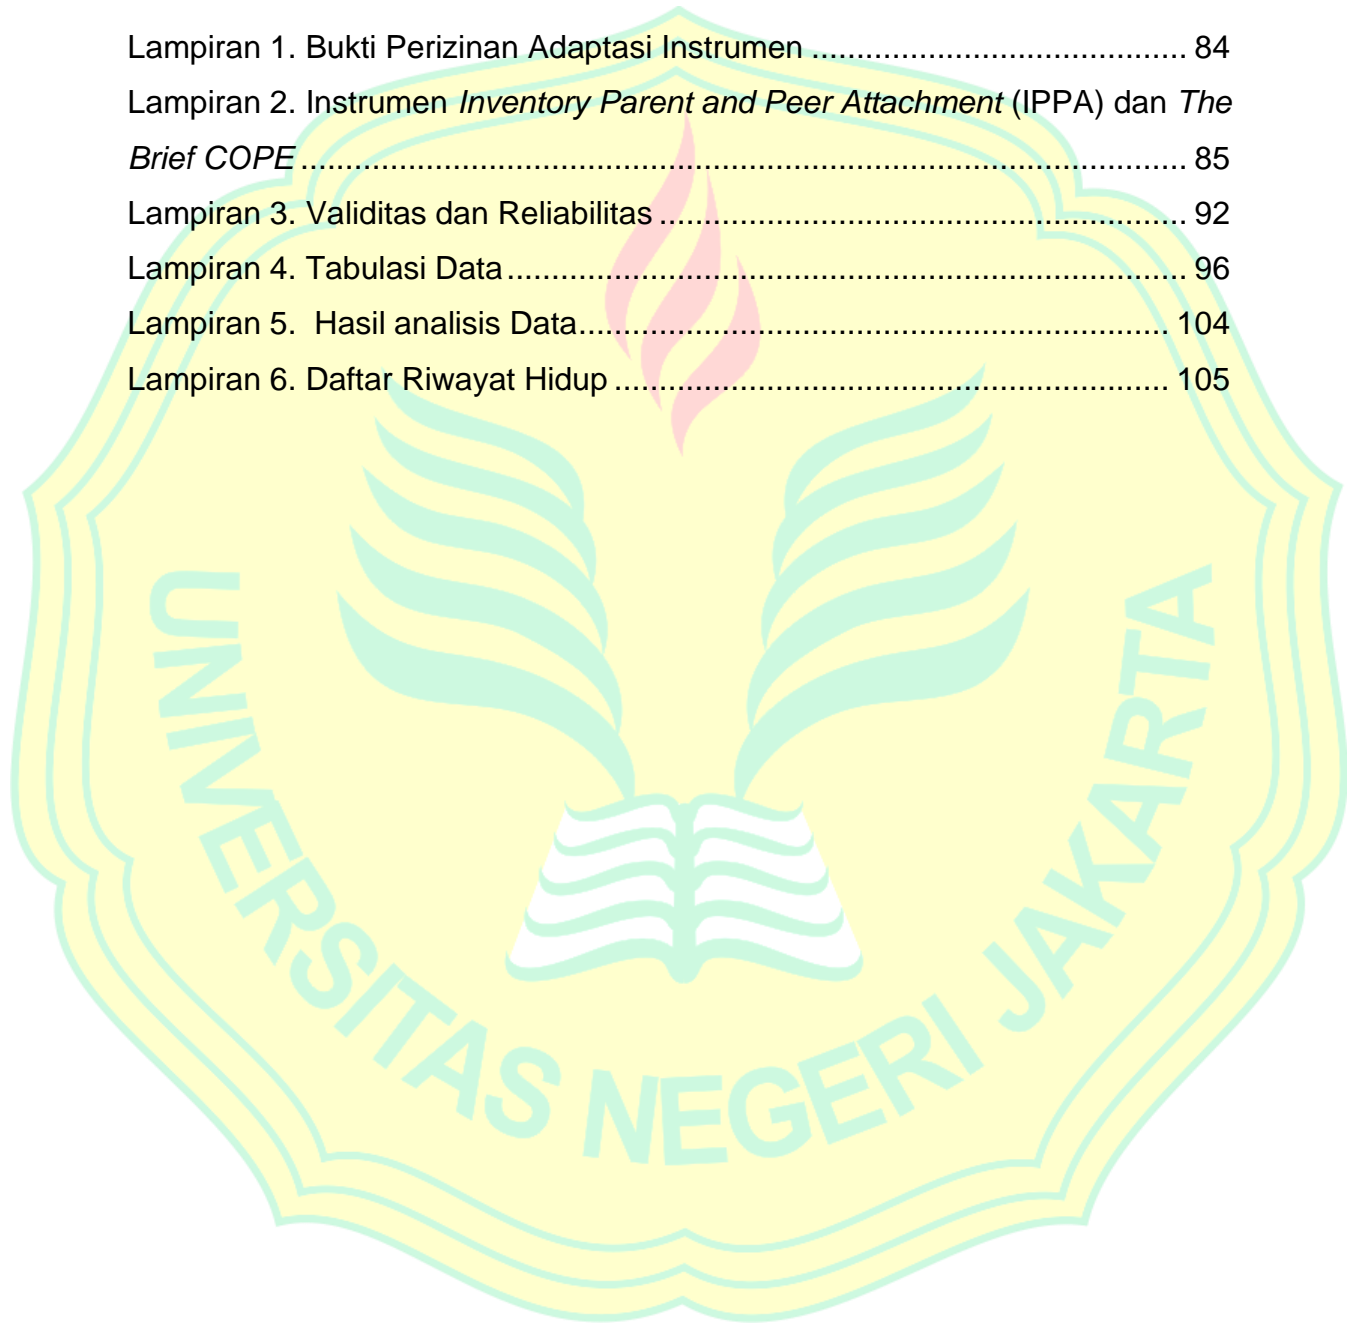 Lampiran 1. Bukti Perizinan Adaptasi Instrumen .......................................... 84
Lampiran 2. Instrumen Inventory Parent and Peer Attachment (IPPA) dan The
Brief COPE .................................................................................................... 85
Lampiran 3. Validitas dan Reliabilitas ........................................................... 92
Lampiran 4. Tabulasi Data ............................................................................ 96
Lampiran 5.  Hasil analisis Data.................................................................. 104
Lampiran 6. Daftar Riwayat Hidup .............................................................. 105
UNIVERSITAS NEGERI JAKARTA